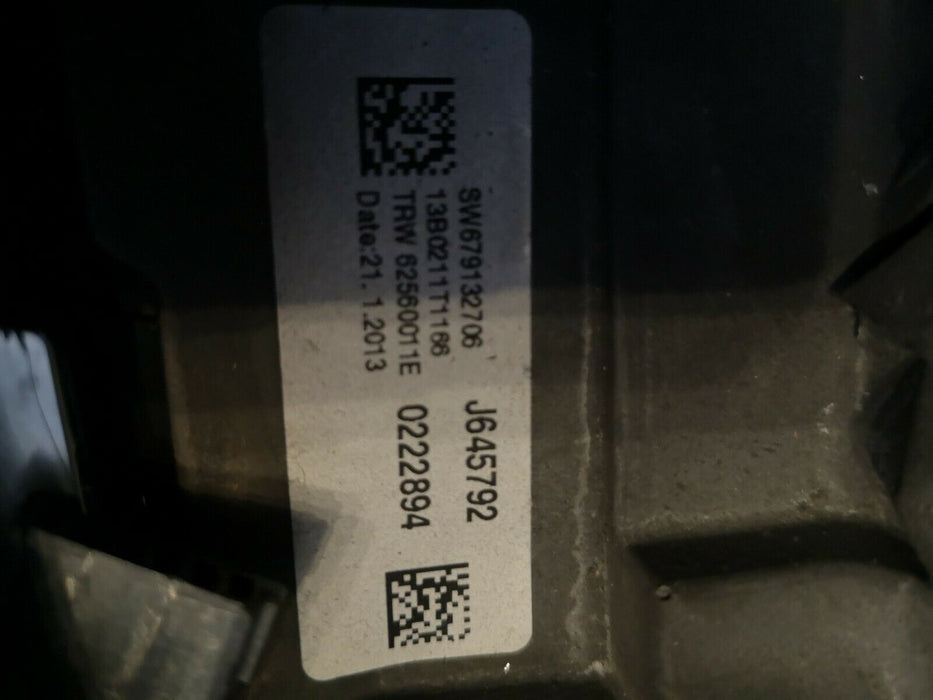 SW679132706 J645792
13B0211T1166
TRW 62560011E 0222894
Date:21. 1.2013